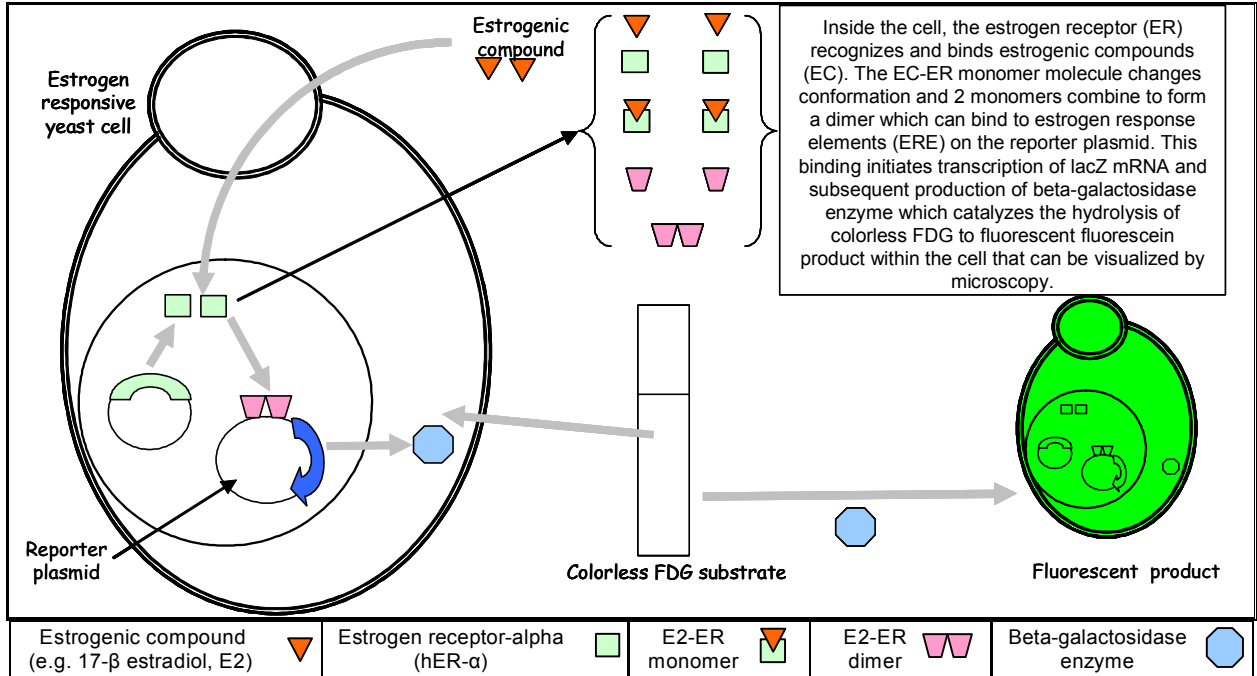 Estrogenic
compound
Estrogen
responsive
yeast cell
Inside the cell, the estrogen receptor (ER)
recognizes and binds estrogenic compounds
(EC). The EC-ER monomer molecule changes
conformation and 2 monomers combine to form
a dimer which can bind to estrogen response
elements (ERE) on the reporter plasmid. This
binding initiates transcription of lacZ mRNA and
subsequent production of beta-galactosidase
enzyme which catalyzes the hydrolysis of
colorless FDG to fluorescent fluorescein
product within the cell that can be visualized by
microscopy.
Reporter
plasmid
Colorless FDG substrate
Fluorescent product
Estrogenic compound
(e.g. 17-β estradiol, E2)
Estrogen receptor-alpha
(hER-α)
E2-ER
monomer
E2-ER
dimer
Beta-galactosidase
enzyme